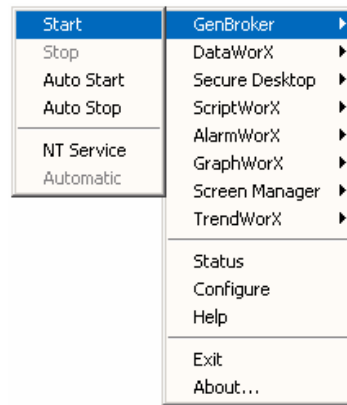 Start
Stop
Auto Start
Auto Stop
NT Service
Automatic
GenBroker
DataWorX
Secure Desktop
ScriptWorX
AlarmWorX
GraphWorX
Screen Manager
TrendWorX
Status
Configure
Help
Exit
About...